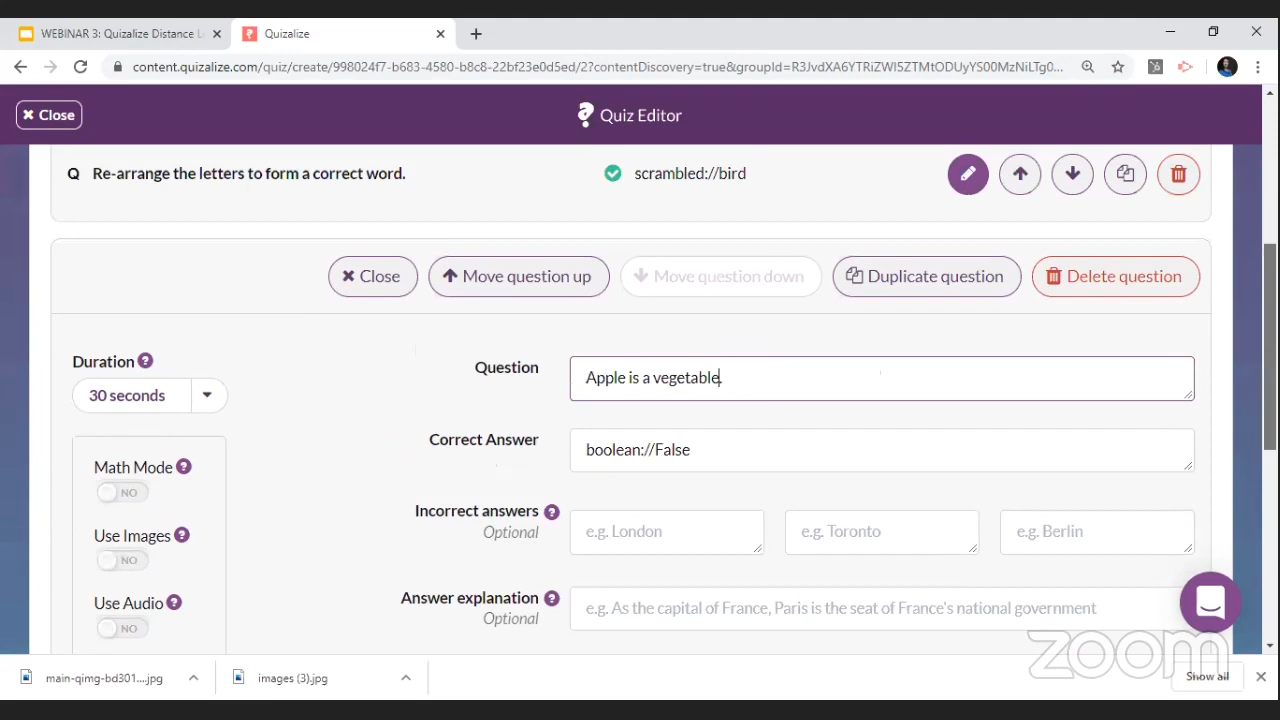 WEBINAR 3: Quizalize Distance Le
Quizalize
content.quizalize.com/quiz/create/998024f7-b683-4580-b8c8-22bf23e0d5ed/2?contentDiscovery=true&groupId=R3JvdXA6YTRiZWI5ZTMtODUyYS00MzNiLTg0...
Close
Quiz Editor
Q Re-arrange the letters to form a correct word.
scrambled://bird
Close
Move question up
Move question down
Duplicate question
Delete question
Duration ?
30 seconds
Question
Apple is a vegetable.
Correct Answer
boolean://False
Math Mode ?
NO
Incorrect answers ?
Optional
e.g. London
e.g. Toronto
e.g. Berlin
Use Images ?
NO
Answer explanation ?
Optional
e.g. As the capital of France, Paris is the seat of France's national government
Use Audio ?
NO
zoom
main-qimg-bd301....jpg
images (3).jpg
Show all